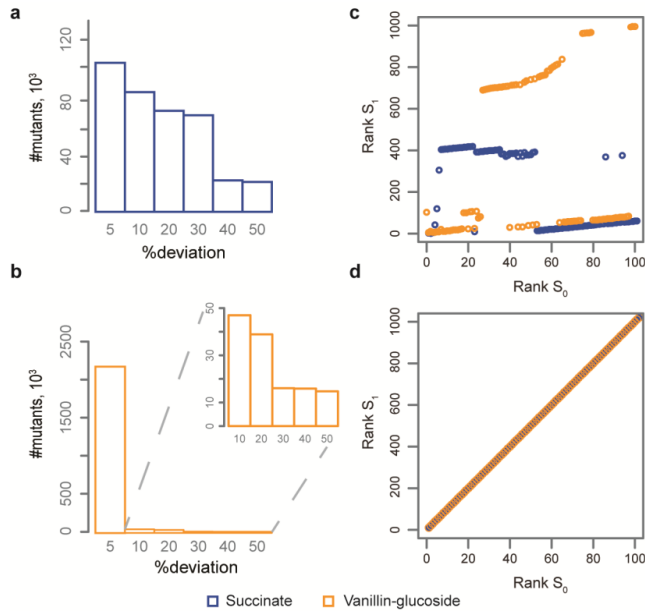 a
#mutants, 10³
120
80
60
40
20
0
5 10 20 30 40 50
%deviation
b
#mutants, 10³
2500
1500
500
0
5 10 20 30 40 50
%deviation
50
30
10
0
10 20 30 40 50
c
Rank S₁
1000
800
600
400
200
0
0 20 40 60 80 100
Rank S₀
d
Rank S₁
1000
800
600
400
200
0
0 20 40 60 80 100
Rank S₀
Succinate
Vanillin-glucoside